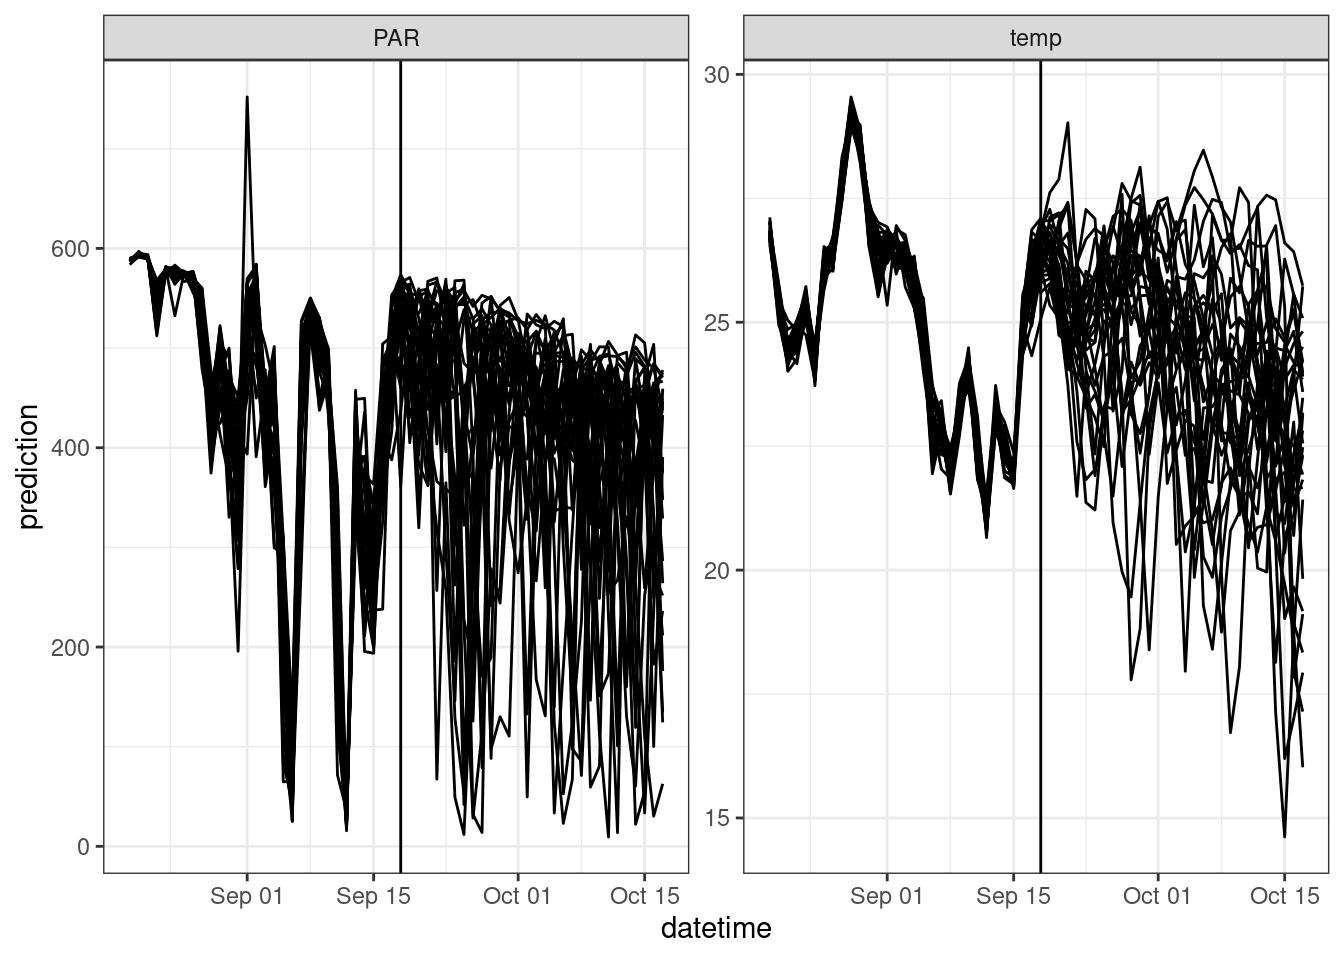 PAR
temp
prediction
600
400
200
0
30
25
20
15
Sep 01
Sep 15
Oct 01
Oct 15
Sep 01
Sep 15
Oct 01
Oct 15
datetime